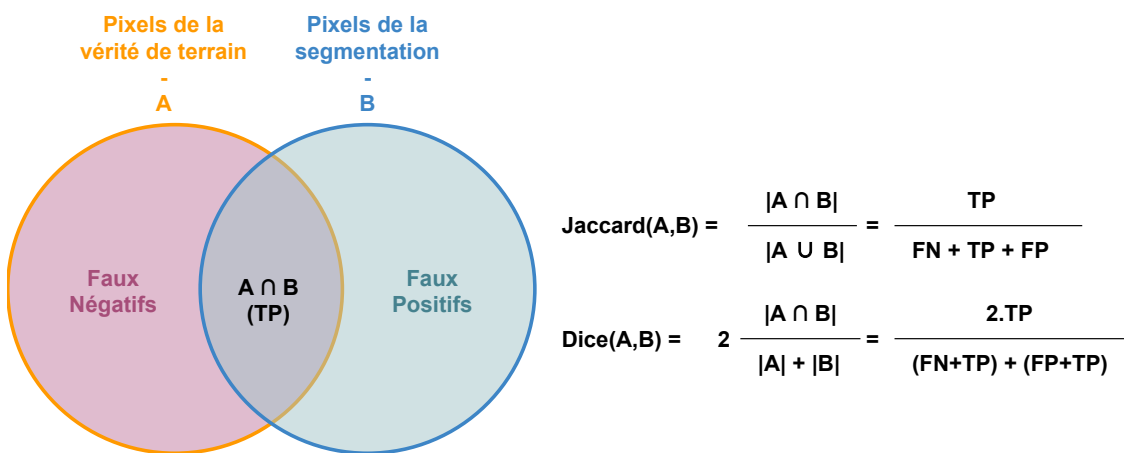 Pixels de la
vérité de terrain
-
A
Pixels de la
segmentation
-
B
Faux
Négatifs
A ∩ B
(TP)
Faux
Positifs
Jaccard(A,B) = |A ∩ B| / |A ∪ B| = TP / FN + TP + FP
Dice(A,B) = 2 |A ∩ B| / |A| + |B| = 2.TP / (FN+TP) + (FP+TP)